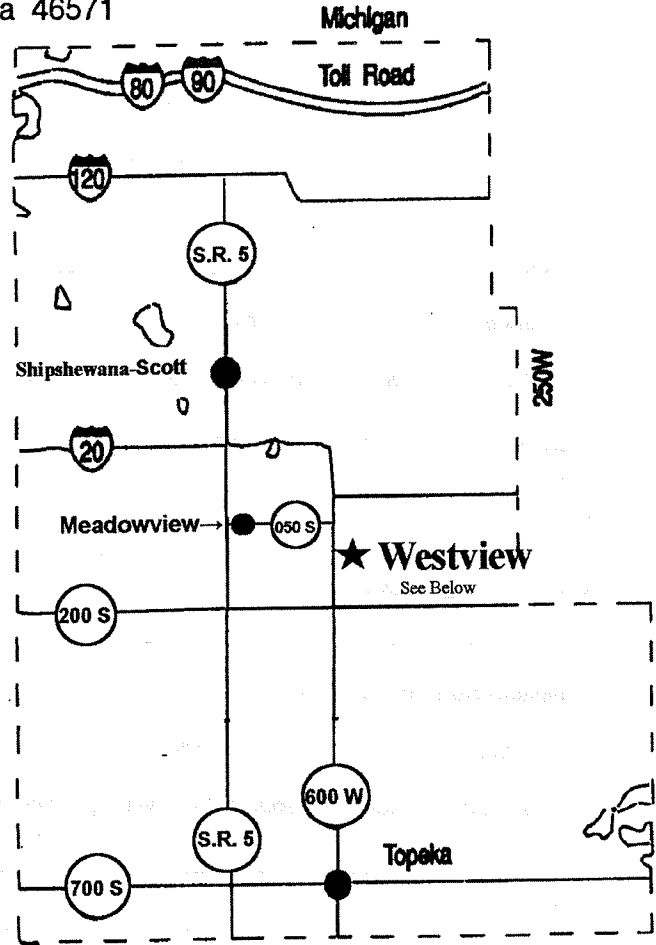 a 46571
Michigan
80
90
Toll Road
120
S.R. 5
Shipshewana-Scott
250W
20
Meadowview→
050 S
★ Westview
See Below
200 S
600 W
S.R. 5
Topeka
700 S